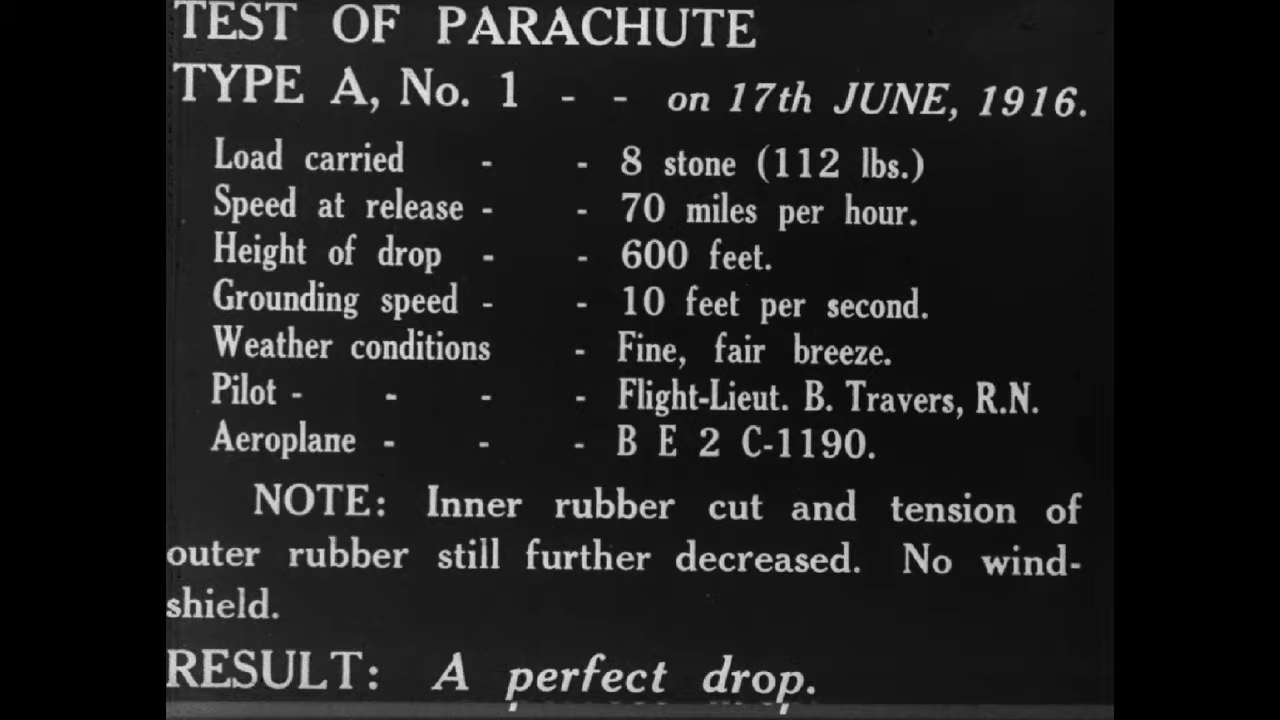 TEST OF PARACHUTE
TYPE A, No. 1 - - on 17th JUNE, 1916.
Load carried - - 8 stone (112 lbs.)
Speed at release - - 70 miles per hour.
Height of drop - - 600 feet.
Grounding speed - - 10 feet per second.
Weather conditions - Fine, fair breeze.
Pilot - - - - Flight-Lieut. B. Travers, R.N.
Aeroplane - - - B E 2 C-1190.
NOTE: Inner rubber cut and tension of
outer rubber still further decreased. No wind-
shield.
RESULT: A perfect drop.